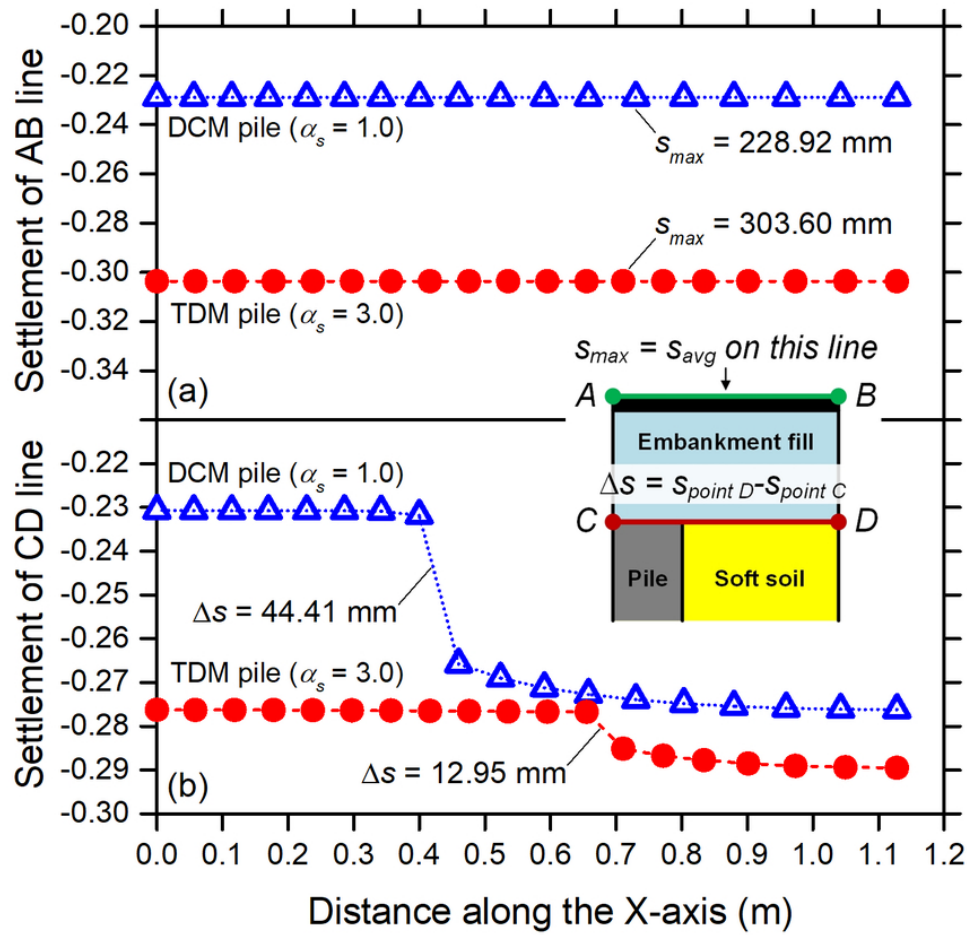 Settlement of AB line
-0.20
-0.22
-0.24
-0.26
-0.28
-0.30
-0.32
-0.34
DCM pile (αs = 1.0)
smax = 228.92 mm
smax = 303.60 mm
TDM pile (αs = 3.0)
(a)
smax = savg on this line
A
B
Embankment fill
Δs = spoint D-spoint C
C
D
Pile
Soft soil
Settlement of CD line
-0.22
-0.23
-0.24
-0.25
-0.26
-0.27
-0.28
-0.29
-0.30
DCM pile (αs = 1.0)
Δs = 44.41 mm
TDM pile (αs = 3.0)
Δs = 12.95 mm
(b)
0.0 0.1 0.2 0.3 0.4 0.5 0.6 0.7 0.8 0.9 1.0 1.1 1.2
Distance along the X-axis (m)